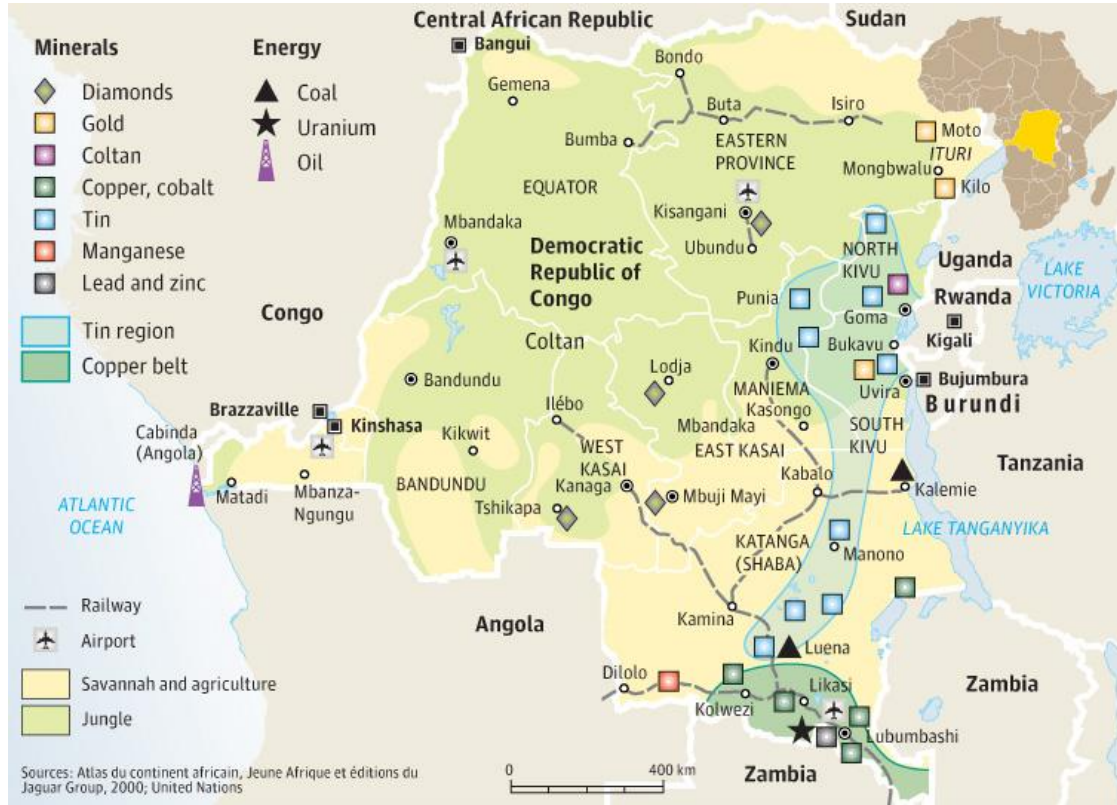 Minerals
Diamonds
Gold
Coltan
Copper, cobalt
Tin
Manganese
Lead and zinc
Tin region
Copper belt
Energy
Coal
Uranium
Oil
Central African Republic
Sudan
Bangui
Gemena
Bondo
Bumba
Buta
Isiro
EASTERN
PROVINCE
Moto
ITURI
Mongbwalu
Kilo
EQUATOR
Mbandaka
Kisangani
Ubundu
Democratic
Republic of
Congo
NORTH
KIVU
Uganda
LAKE
VICTORIA
Rwanda
Kigali
Punia
Goma
Bukavu
Congo
Coltan
Kindu
Lodja
MANIEMA
Kasongo
Uvira
Bujumbura
Burundi
Bandundu
Brazzaville
Kinshasa
Ilébo
Mbandaka
EAST KASAI
SOUTH
KIVU
Cabinda
(Angola)
Kikwit
WEST
KASAI
Kanaga
Kabalo
Tanzania
Matadi
Mbanza-
Ngungu
BANDUNDU
Tshikapa
Mbuji Mayi
Kalemie
ATLANTIC
OCEAN
LAKE TANGANYIKA
KATANGA
(SHABA)
Manono
Angola
Kamina
Luena
Dilolo
Kolwezi
Likasi
Lubumbashi
Zambia
Zambia
Railway
Airport
Savannah and agriculture
Jungle
Sources: Atlas du continent africain, Jeune Afrique et éditions du
Jaguar Group, 2000; United Nations
0 400 km